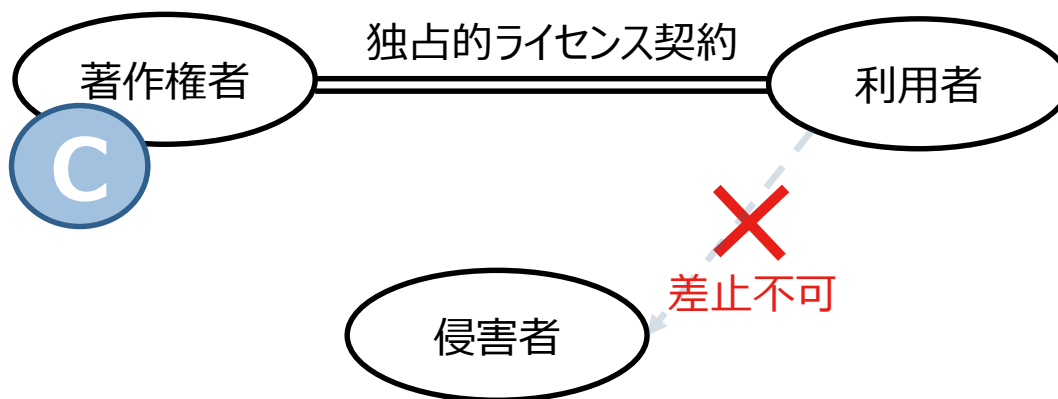 独占的ライセンス契約
著作権者
利用者
C
差止不可
侵害者